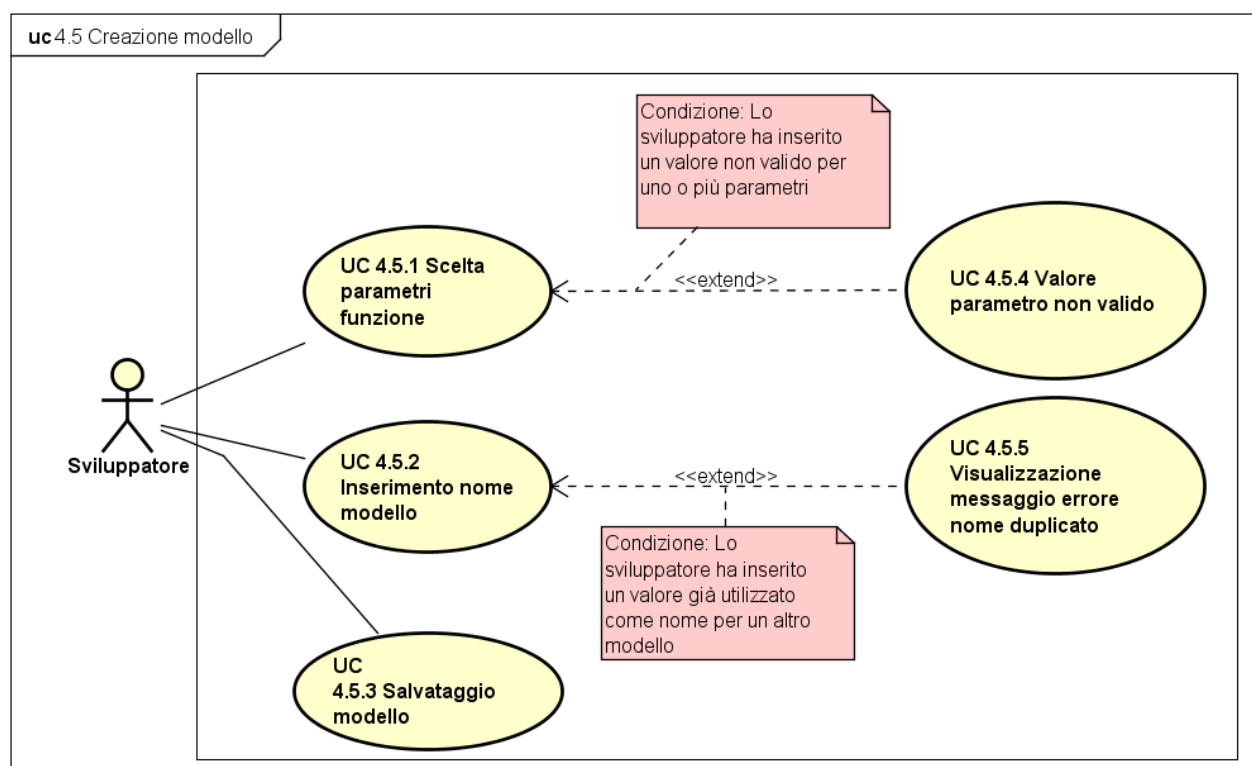 uc 4.5 Creazione modello
Condizione: Lo
sviluppatore ha inserito
un valore non valido per
uno o più parametri
UC 4.5.1 Scelta
parametri
funzione
<<extend>>
UC 4.5.4 Valore
parametro non valido
Sviluppatore
UC 4.5.2
Inserimento nome
modello
<<extend>>
UC 4.5.5
Visualizzazione
messaggio errore
nome duplicato
Condizione: Lo
sviluppatore ha inserito
un valore già utilizzato
come nome per un altro
modello
UC
4.5.3 Salvataggio
modello